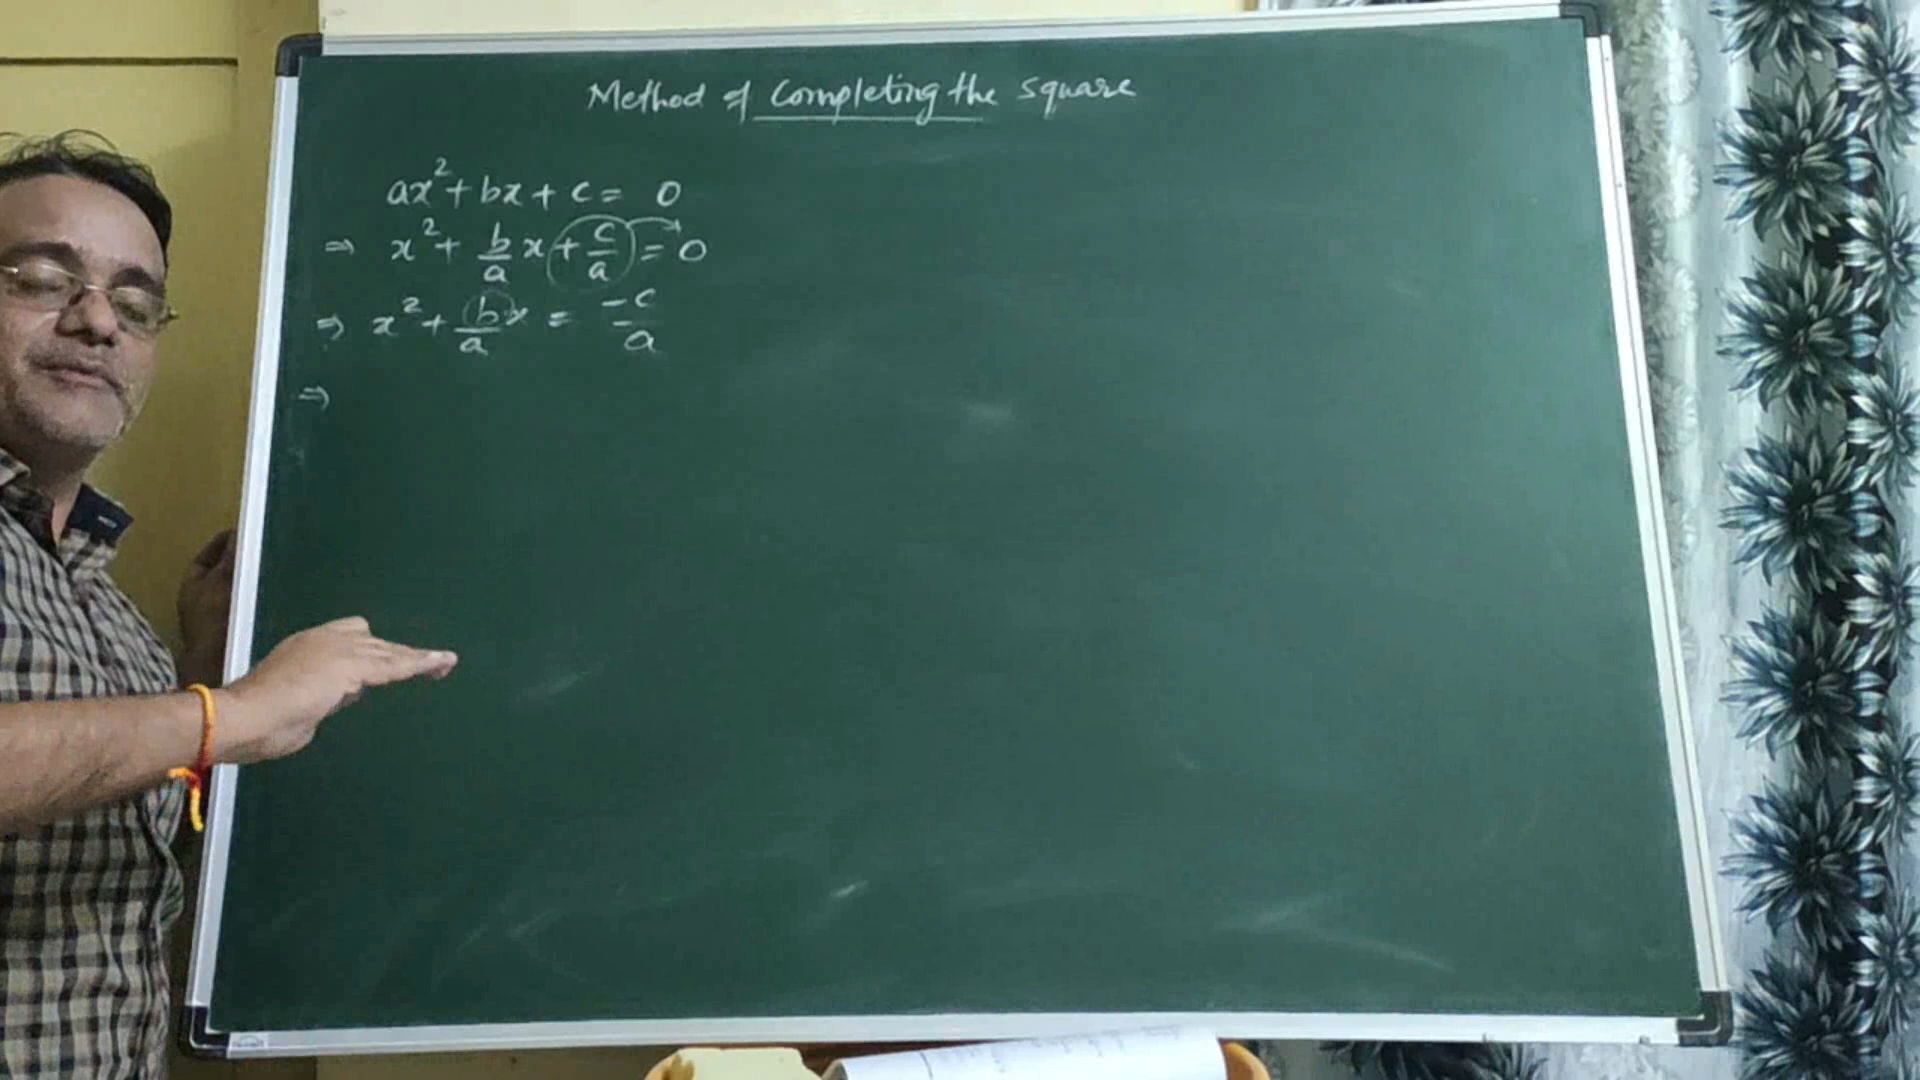 Method of completing the square
ax² + bx + c = 0
⇒ x² + b/a x + c/a = 0
⇒ x² + b/a x = -c/a
⇒